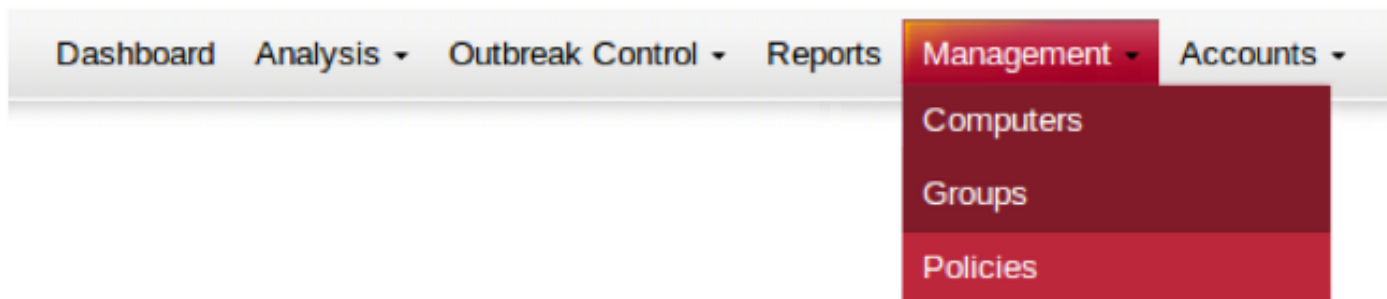 Dashboard Analysis Outbreak Control Reports Management Accounts
Computers
Groups
Policies